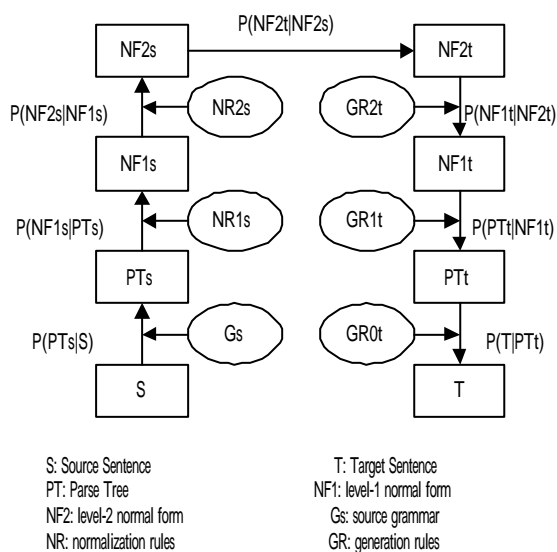 P(NF2t|NF2s)
NF2s
NF2t
P(NF2s|NF1s)
NR2s
GR2t
P(NF1t|NF2t)
NF1s
NF1t
P(NF1s|PTs)
NR1s
GR1t
P(PTt|NF1t)
PTs
PTt
P(PTs|S)
Gs
GR0t
P(T|PTt)
S
T
S: Source Sentence
T: Target Sentence
PT: Parse Tree
NF1: level-1 normal form
NF2: level-2 normal form
Gs: source grammar
NR: normalization rules
GR: generation rules